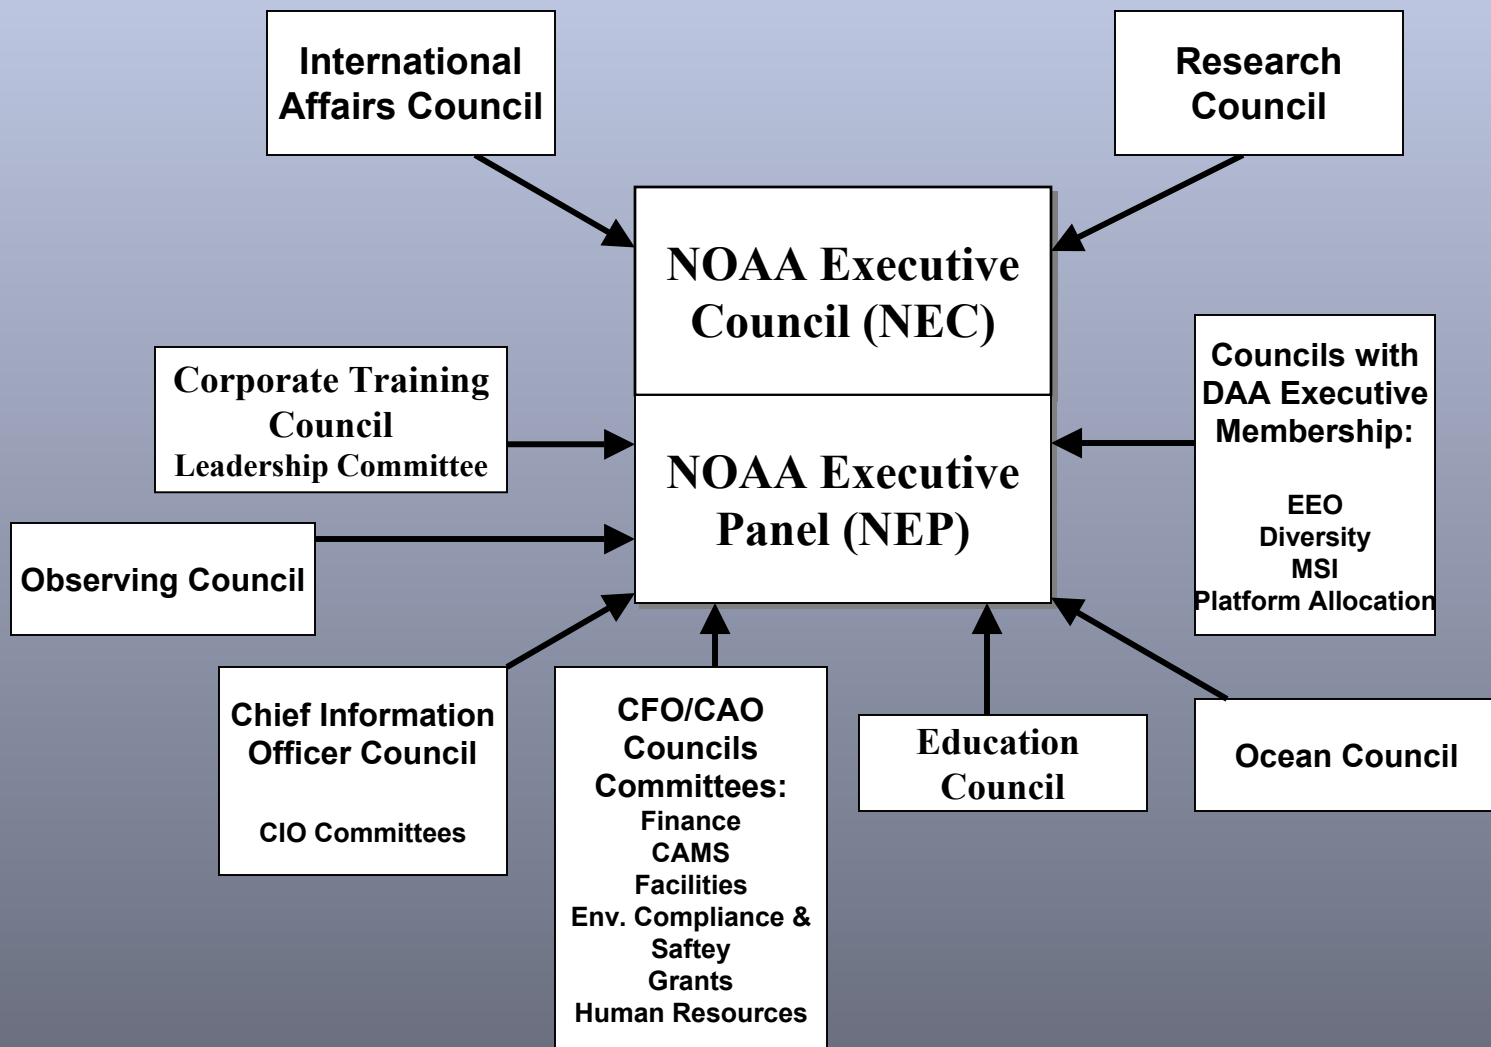 International
Affairs Council
Research
Council
NOAA Executive
Council (NEC)
Corporate Training
Council
Leadership Committee
NOAA Executive
Panel (NEP)
Councils with
DAA Executive
Membership:
EEO
Diversity
MSI
Platform Allocation
Observing Council
Chief Information
Officer Council
CIO Committees
CFO/CAO
Councils
Committees:
Finance
CAMS
Facilities
Env. Compliance &
Saftey
Grants
Human Resources
Education
Council
Ocean Council